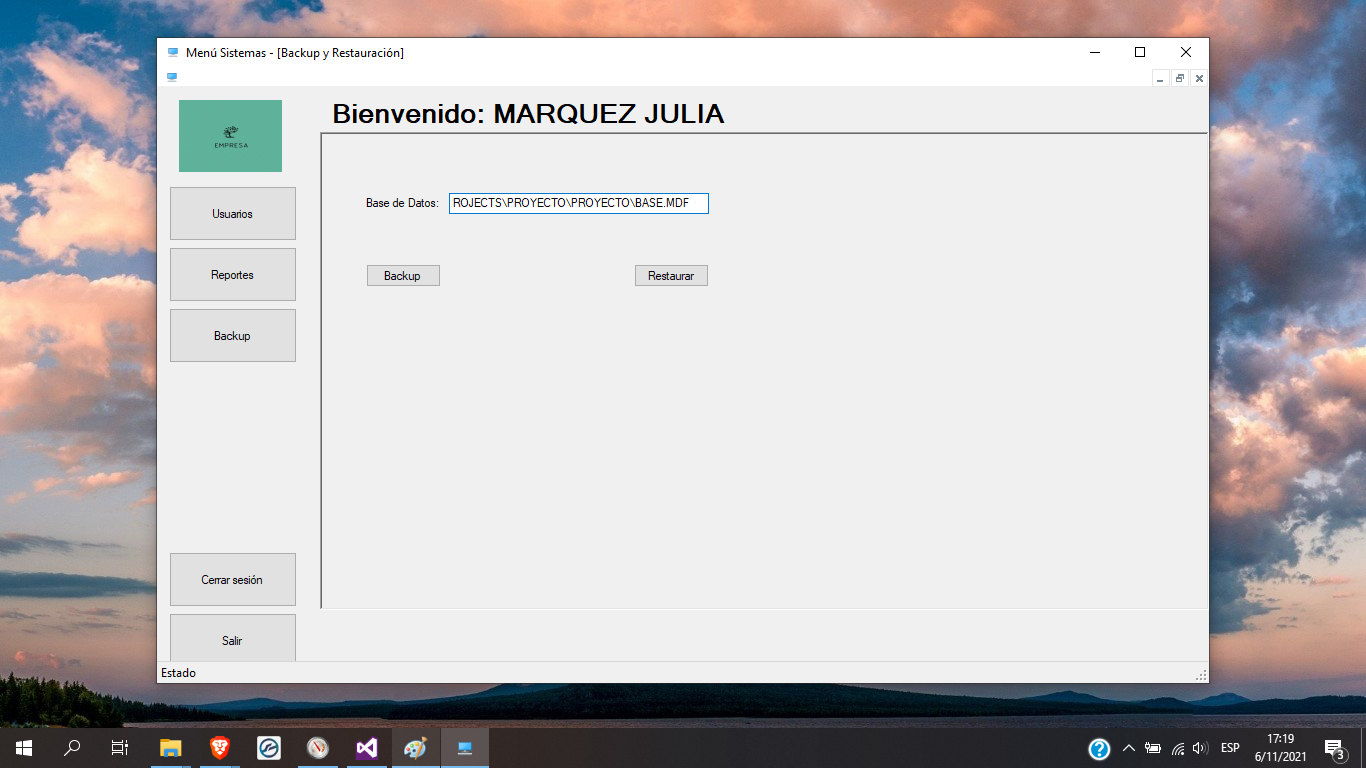 Menú Sistemas - [Backup y Restauración]
EMPRESA
Bienvenido: MARQUEZ JULIA
Usuarios
Reportes
Backup
Base de Datos: ROJECTS\PROYECTO\PROYECTO\BASE.MDF
Backup
Restaurar
Cerrar sesión
Salir
Estado
ESP
17:19
6/11/2021
3